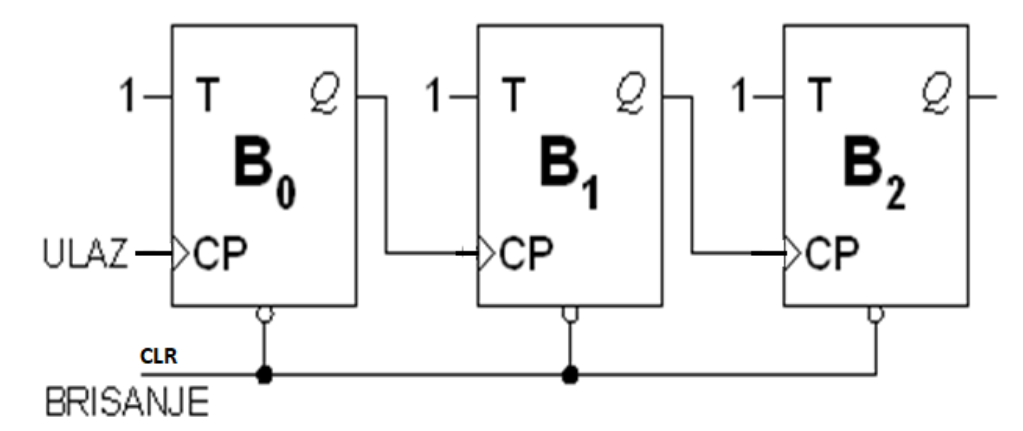 1 T Q 1 T Q 1 T Q
B0 B1 B2
ULAZ CP CP CP
CLR
BRISANJE